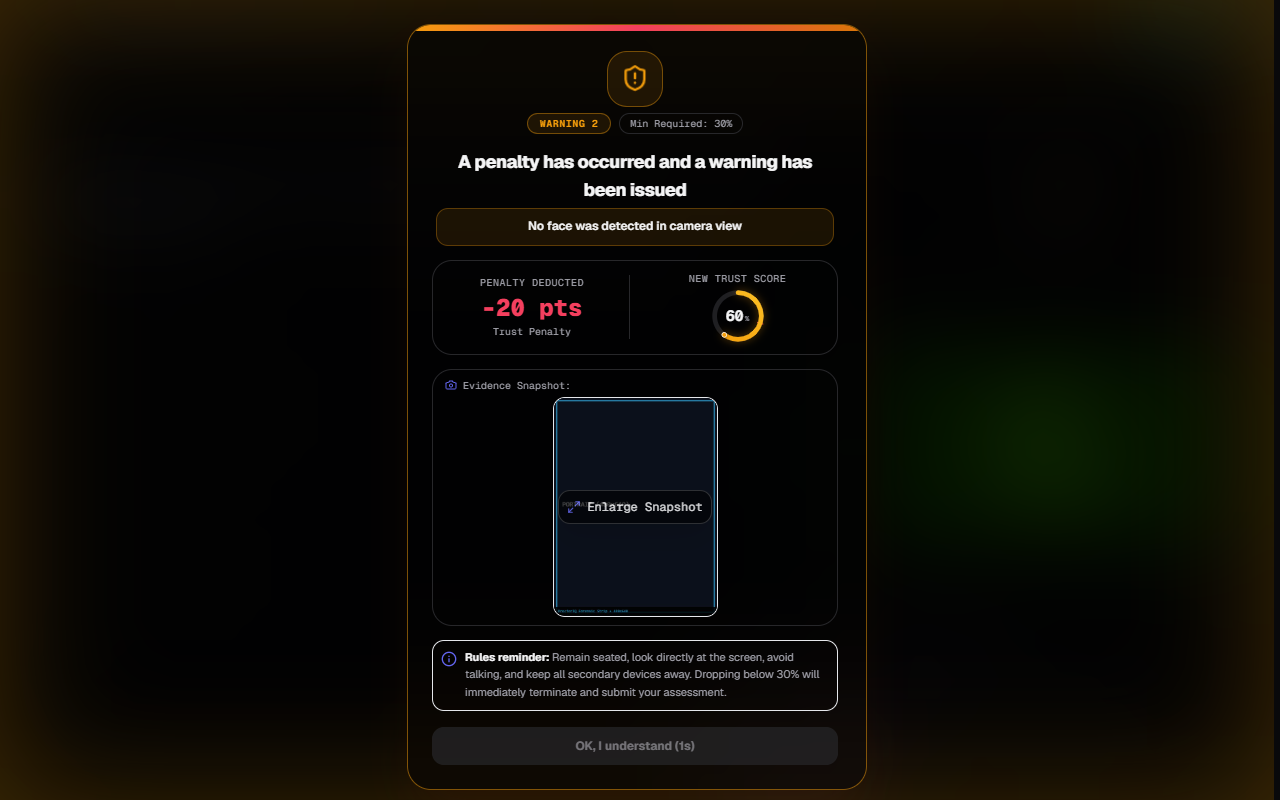 WARNING 2
Min Required: 30%
A penalty has occurred and a warning has
been issued
No face was detected in camera view
PENALTY DEDUCTED
-20 pts
Trust Penalty
NEW TRUST SCORE
60%
Evidence Snapshot:
Enlarge Snapshot
Rules reminder: Remain seated, look directly at the screen, avoid
talking, and keep all secondary devices away. Dropping below 30% will
immediately terminate and submit your assessment.
OK, I understand (1s)